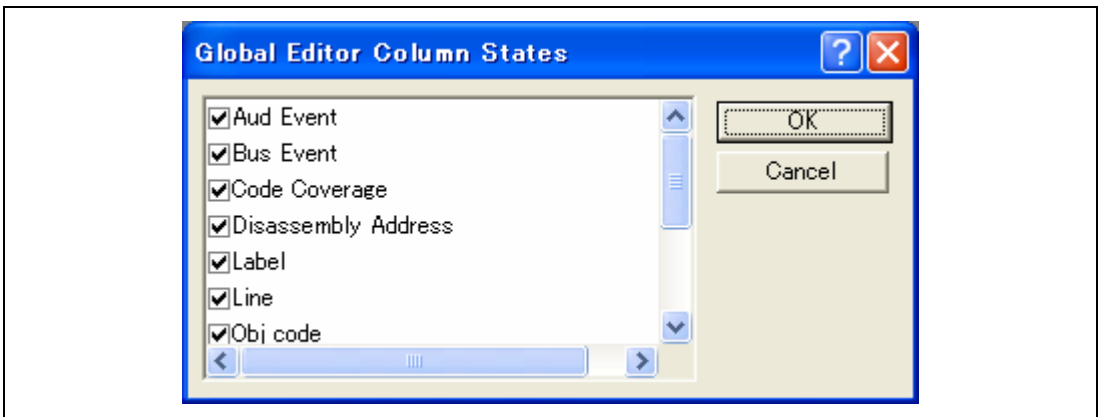 Global Editor Column States
Aud Event
Bus Event
Code Coverage
Disassembly Address
Label
Line
Obj code
OK
Cancel